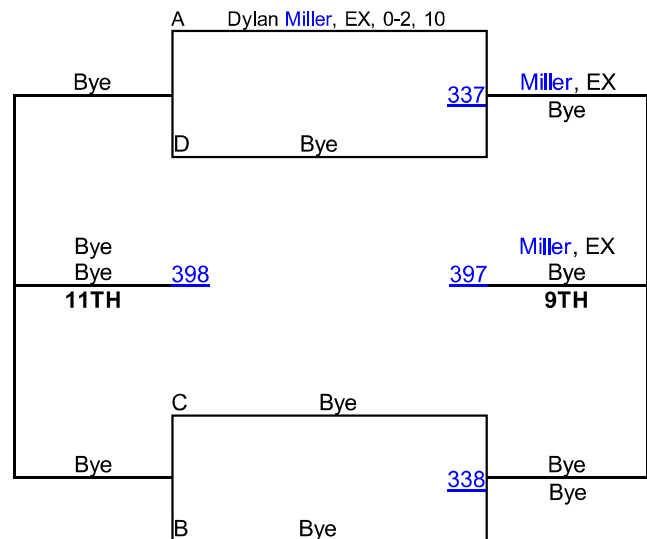 A Dylan Miller, EX, 0-2, 10
Bye
337
Miller, EX
Bye
D Bye
Bye
Bye
398
11TH
Miller, EX
397
Bye
9TH
C Bye
Bye
338
Bye
Bye
B Bye